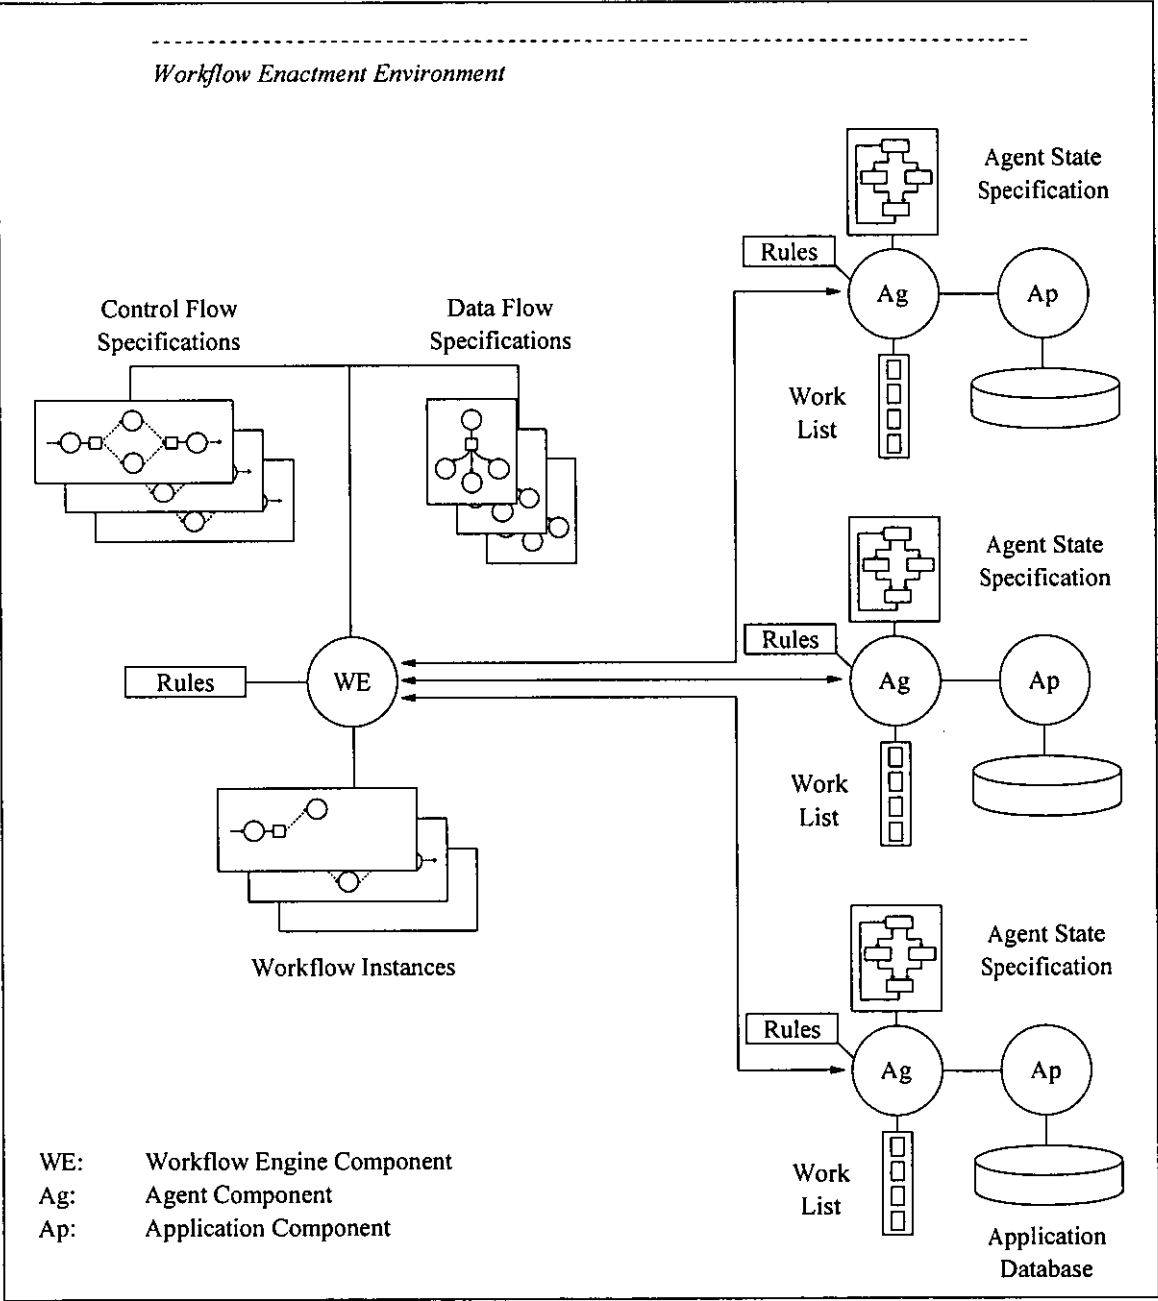 Workflow Enactment Environment
Agent State
Specification
Rules
Ag
Ap
Control Flow
Specifications
Data Flow
Specifications
Work
List
Agent State
Specification
Rules
Rules
WE
Ag
Ap
Work
List
Workflow Instances
Agent State
Specification
Rules
Ag
Ap
WE: Workflow Engine Component
Ag: Agent Component
Ap: Application Component
Work
List
Application
Database